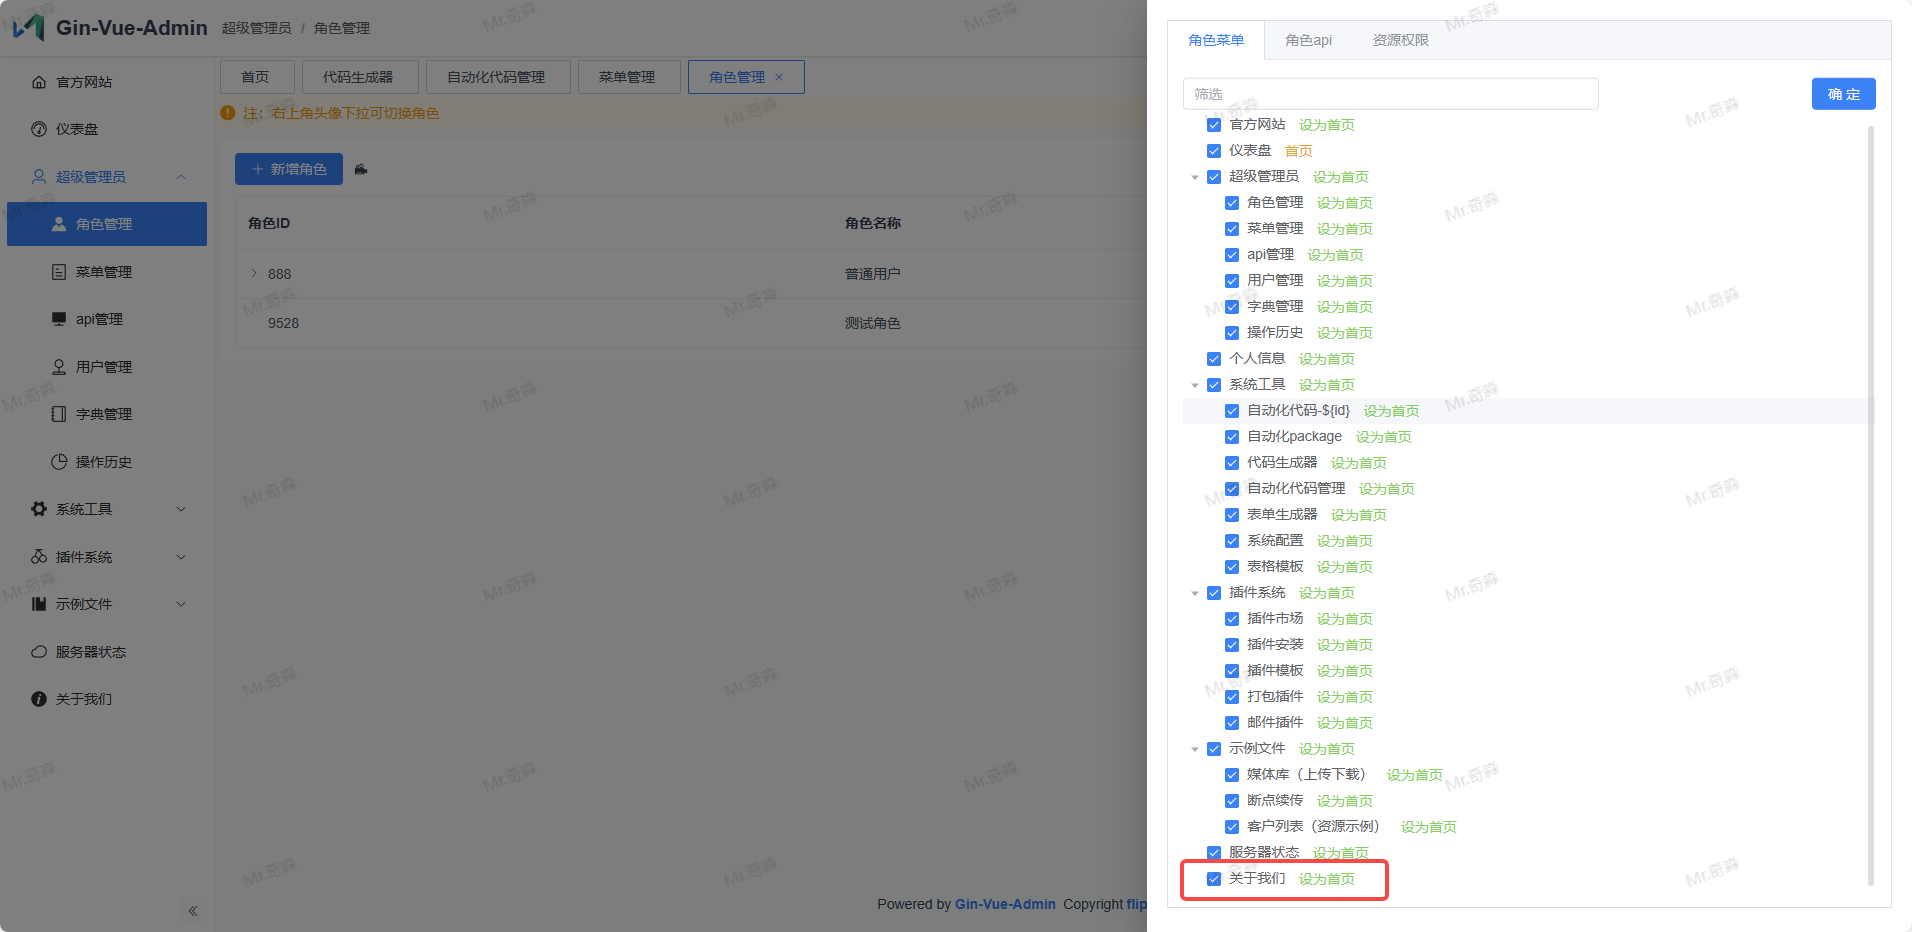 Gin-Vue-Admin
超级管理员 / 角色管理
官方网站
仪表盘
超级管理员
角色管理
菜单管理
api管理
用户管理
字典管理
操作历史
系统工具
插件系统
示例文件
服务器状态
关于我们
首页
代码生成器
自动化代码管理
菜单管理
角色管理
注：右上角头像下拉可切换角色
新增角色
角色ID 角色名称
888 普通用户
9528 测试角色
Powered by Gin-Vue-Admin Copyright flip
角色菜单 角色api 资源权限
筛选
确 定
官方网站 设为首页
仪表盘 首页
超级管理员 设为首页
角色管理 设为首页
菜单管理 设为首页
api管理 设为首页
用户管理 设为首页
字典管理 设为首页
操作历史 设为首页
个人信息 设为首页
系统工具 设为首页
自动化代码-${id} 设为首页
自动化package 设为首页
代码生成器 设为首页
自动化代码管理 设为首页
表单生成器 设为首页
系统配置 设为首页
表格模板 设为首页
插件系统 设为首页
插件市场 设为首页
插件安装 设为首页
插件模板 设为首页
打包插件 设为首页
邮件插件 设为首页
示例文件 设为首页
媒体库（上传下载） 设为首页
断点续传 设为首页
客户列表（资源示例） 设为首页
服务器状态 设为首页
关于我们 设为首页
Mr.奇淼